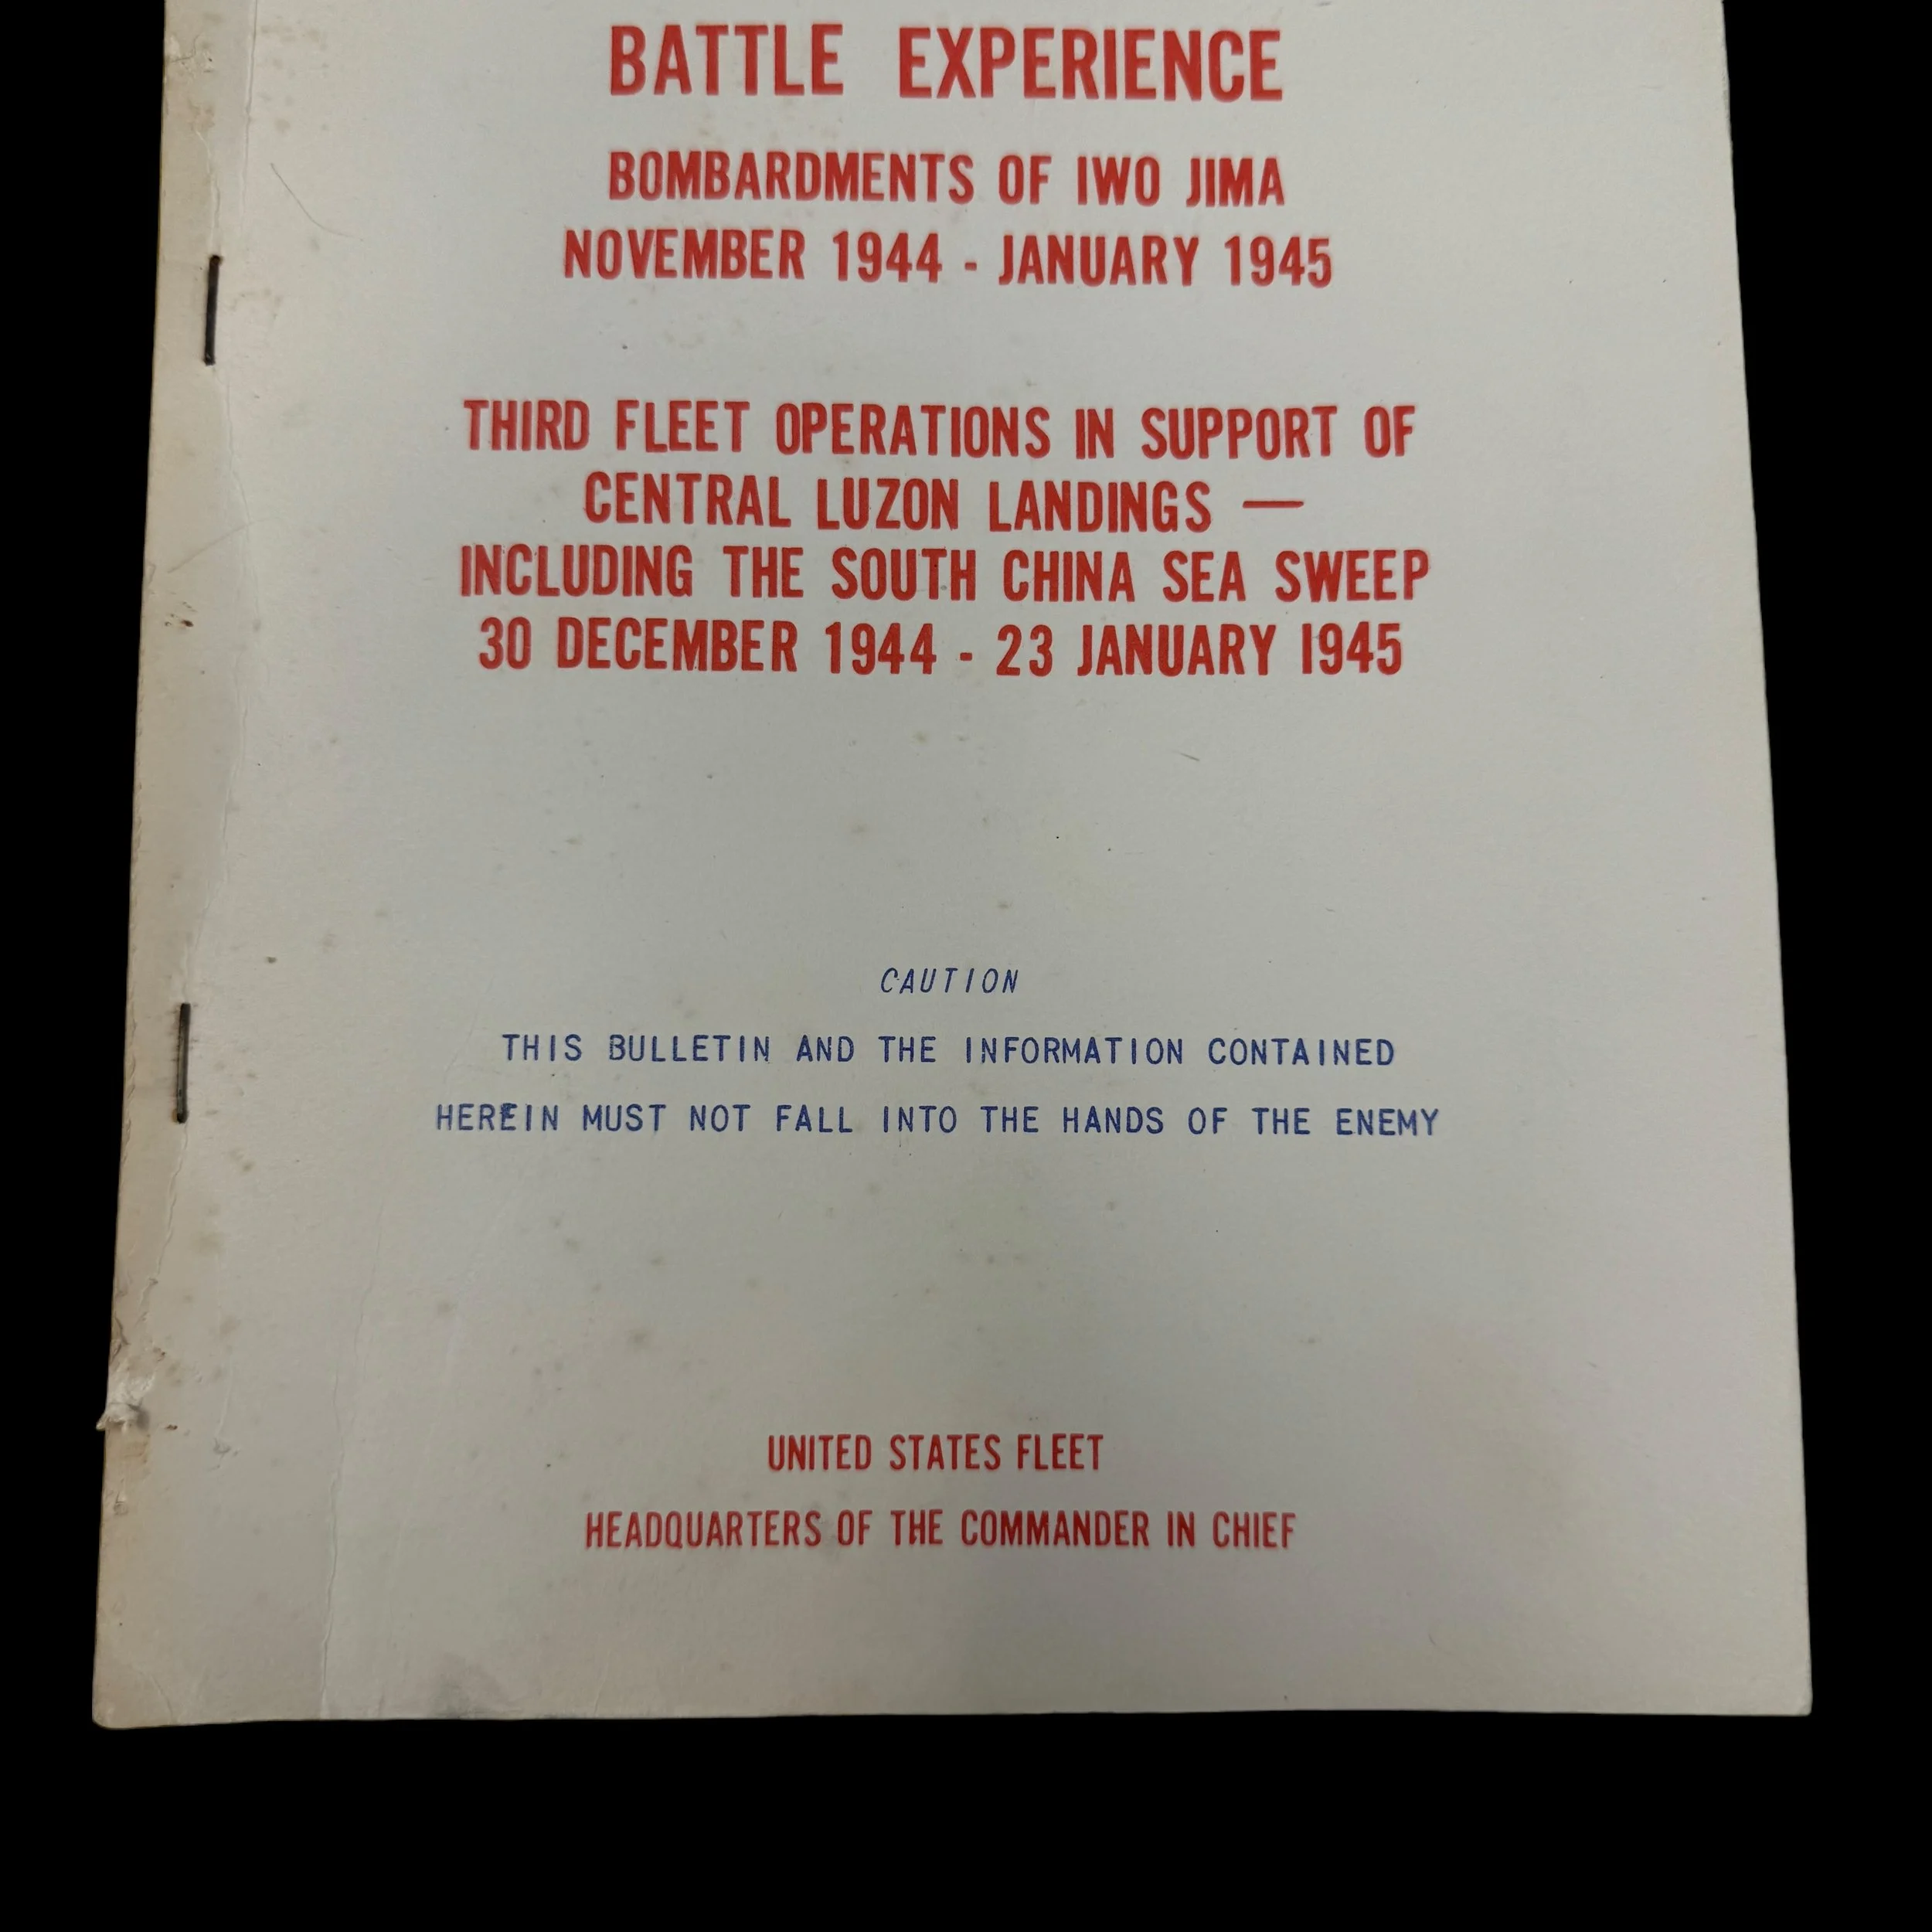 BATTLE EXPERIENCE
BOMBARDMENTS OF IWO JIMA
NOVEMBER 1944 - JANUARY 1945
THIRD FLEET OPERATIONS IN SUPPORT OF
CENTRAL LUZON LANDINGS —
INCLUDING THE SOUTH CHINA SEA SWEEP
30 DECEMBER 1944 - 23 JANUARY 1945
CAUTION
THIS BULLETIN AND THE INFORMATION CONTAINED
HEREIN MUST NOT FALL INTO THE HANDS OF THE ENEMY
UNITED STATES FLEET
HEADQUARTERS OF THE COMMANDER IN CHIEF